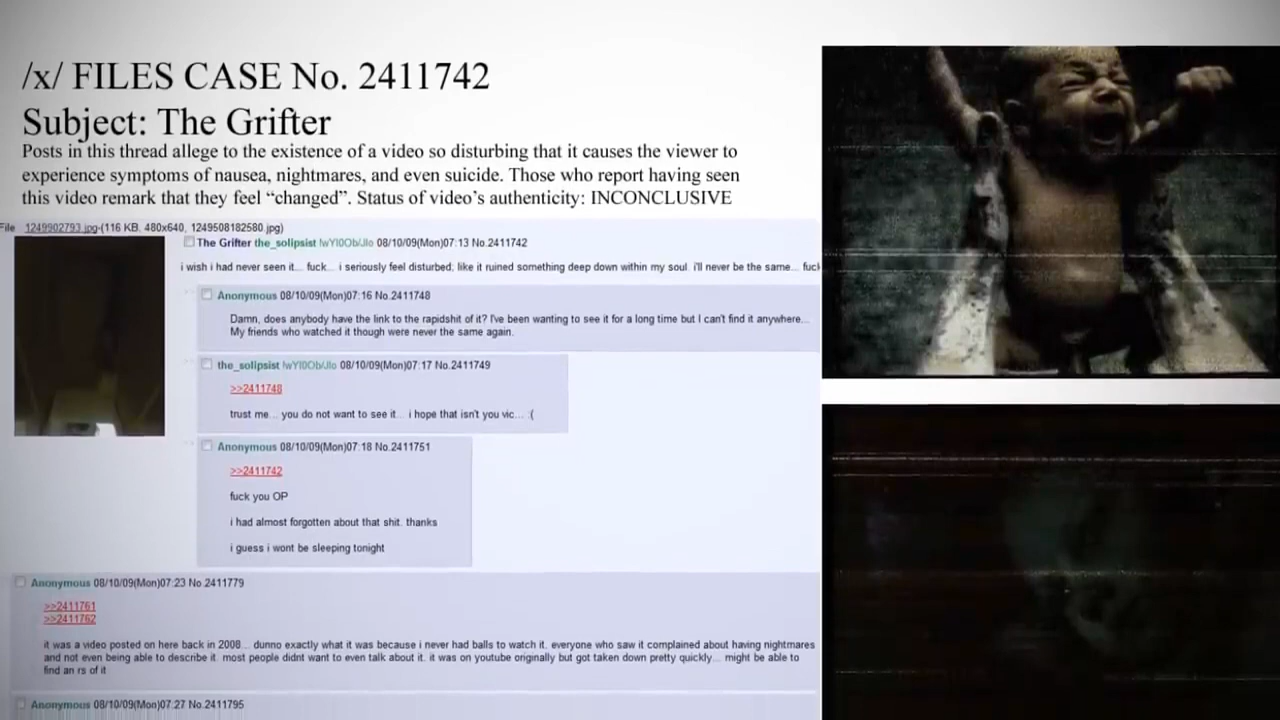 /x/ FILES CASE No. 2411742
Subject: The Grifter
Posts in this thread allege to the existence of a video so disturbing that it causes the viewer to
experience symptoms of nausea, nightmares, and even suicide. Those who report having seen
this video remark that they feel “changed”. Status of video's authenticity: INCONCLUSIVE
File 1249902793.jpg-(116 KB, 480x640, 1249508182580.jpg)
The Grifter the_solipsist 08/10/09(Mon)07:13 No.2411742
i wish i had never seen it... fuck... i seriously feel disturbed, like it ruined something deep down within my soul. i'll never be the same... fuck
Anonymous 08/10/09(Mon)07:16 No.2411748
Damn, does anybody have the link to the rapidshit of it? I've been wanting to see it for a long time but I can't find it anywhere...
My friends who watched it though were never the same again.
the_solipsist 08/10/09(Mon)07:17 No.2411749
>>2411748
trust me... you do not want to see it... i hope that isn't you vic... :(
Anonymous 08/10/09(Mon)07:18 No.2411751
>>2411742
fuck you OP
i had almost forgotten about that shit. thanks
i guess i wont be sleeping tonight
Anonymous 08/10/09(Mon)07:23 No.2411779
>>2411761
>>2411762
it was a video posted on here back in 2008... dunno exactly what it was because i never had balls to watch it. everyone who saw it complained about having nightmares
and not even being able to describe it. most people didnt want to even talk about it. it was on youtube originally but got taken down pretty quickly... might be able to
find an rs of it
Anonymous 08/10/09(Mon)07:27 No.2411795